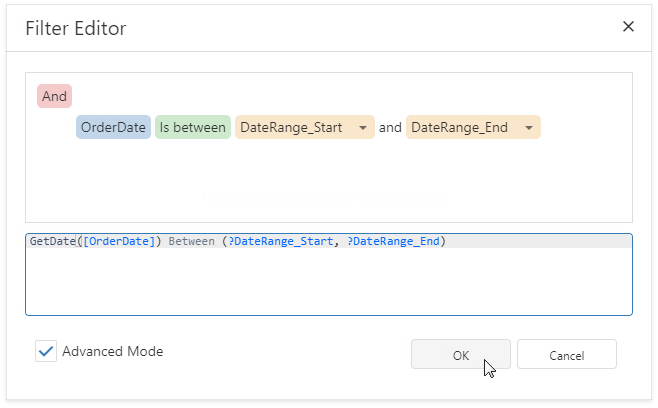 Filter Editor
And
OrderDate Is between DateRange_Start and DateRange_End
GetDate([OrderDate]) Between (?DateRange_Start, ?DateRange_End)
Advanced Mode
OK
Cancel